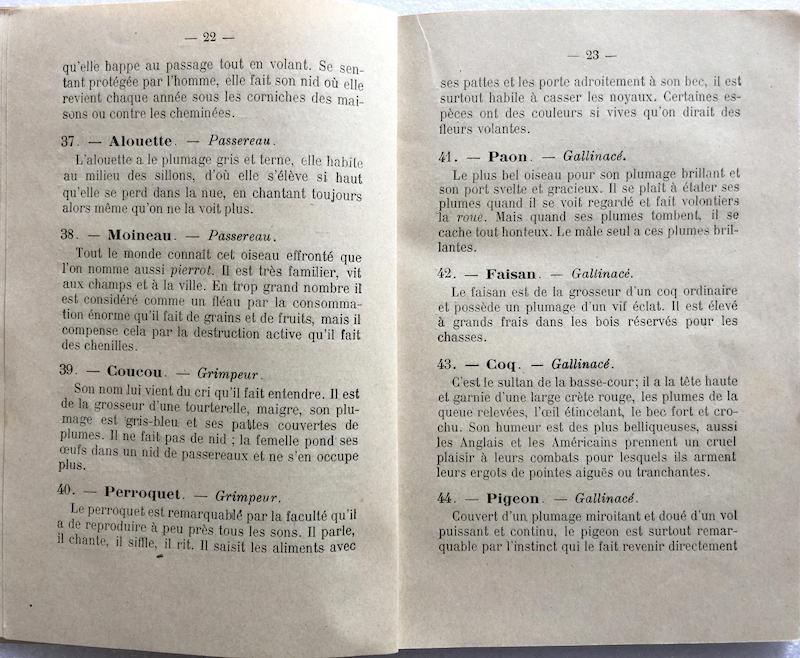 — 22 —
qu'elle happe au passage tout en volant. Se sen-
tant protégée par l'homme, elle fait son nid où elle
revient chaque année sous les corniches des mai-
sons ou contre les cheminées.
37. — Alouette. — Passereau.
L'alouette a le plumage gris et terne, elle habite
au milieu des sillons, d'où elle s'élève si haut
qu'elle se perd dans la nue, en chantant toujours
alors même qu'on ne la voit plus.
38. — Moineau. — Passereau.
Tout le monde connaît cet oiseau effronté que
l'on nomme aussi pierrot. Il est très familier, vit
aux champs et à la ville. En trop grand nombre il
est considéré comme un fléau par la consomma-
tion énorme qu'il fait de grains et de fruits, mais il
compense cela par la destruction active qu'il fait
des chenilles.
39. — Coucou. — Grimpeur.
Son nom lui vient du cri qu'il fait entendre. Il est
de la grosseur d'une tourterelle, maigre, son plu-
mage est gris-bleu et ses pattes couvertes de
plumes. Il ne fait pas de nid ; la femelle pond ses
œufs dans un nid de passereaux et ne s'en occupe
plus.
40. — Perroquet. — Grimpeur.
Le perroquet est remarquable par la faculté qu'il
a de reproduire à peu près tous les sons. Il parle,
il chante, il siffle, il rit. Il saisit les aliments avec
— 23 —
ses pattes et les porte adroitement à son bec, il est
surtout habile à casser les noyaux. Certaines es-
pèces ont des couleurs si vives qu'on dirait des
fleurs volantes.
41. — Paon. — Gallinacé.
Le plus bel oiseau pour son plumage brillant et
son port svelte et gracieux. Il se plaît à étaler ses
plumes quand il se voit regardé et fait volontiers
la roue. Mais quand ses plumes tombent, il se
cache tout honteux. Le mâle seul a ces plumes bril-
lantes.
42. — Faisan. — Gallinacé.
Le faisan est de la grosseur d'un coq ordinaire
et possède un plumage d'un vif éclat. Il est élevé
à grands frais dans les bois réservés pour les
chasses.
43. — Coq. — Gallinacé.
C'est le sultan de la basse-cour; il a la tête haute
et garnie d'une large crète rouge, les plumes de la
queue relevées, l'œil étincelant, le bec fort et cro-
chu. Son humeur est des plus belliqueuses, aussi
les Anglais et les Américains prennent un cruel
plaisir à leurs combats pour lesquels ils arment
leurs ergots de pointes aiguës ou tranchantes.
44. — Pigeon. — Gallinacé.
Couvert d'un plumage miroitant et doué d'un vol
puissant et continu, le pigeon est surtout remar-
quable par l'instinct qui le fait revenir directement